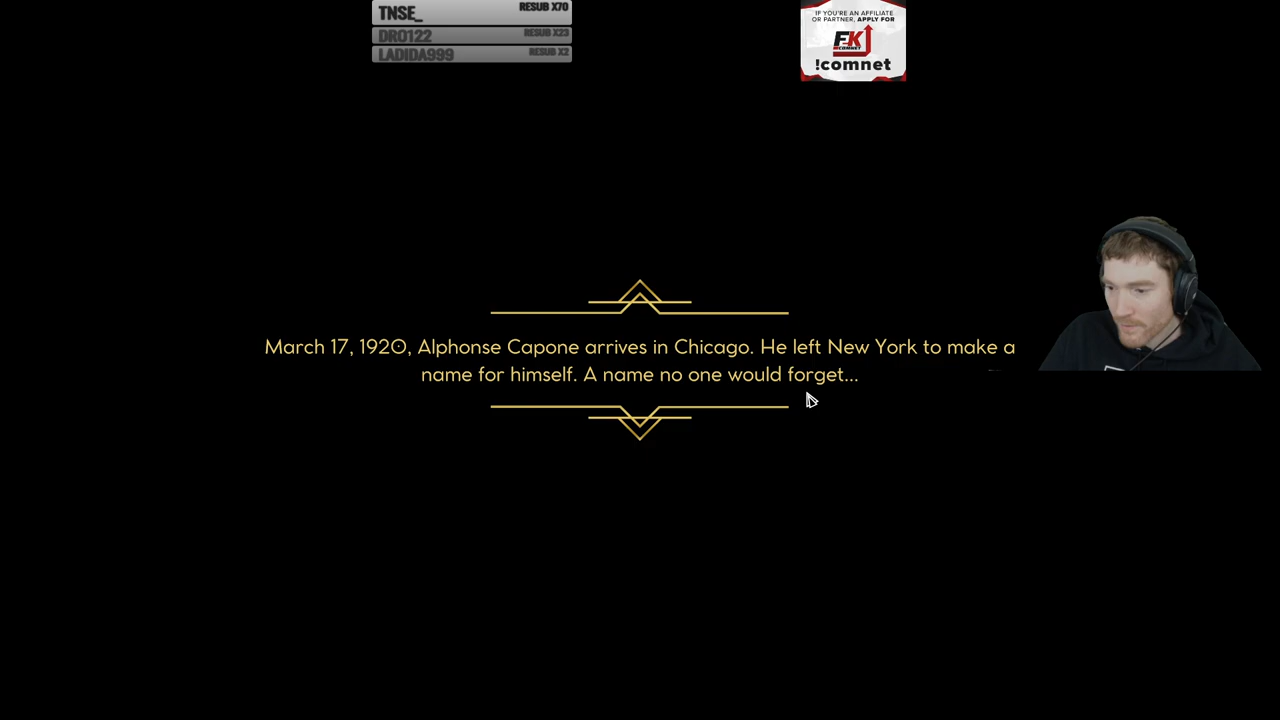 TNSE_ RESUB X70
DRO122 RESUB X23
LADIDA999 RESUB X2
IF YOU'RE AN AFFILIATE
OR PARTNER, APPLY FOR
!comnet
March 17, 1920, Alphonse Capone arrives in Chicago. He left New York to make a
name for himself. A name no one would forget...